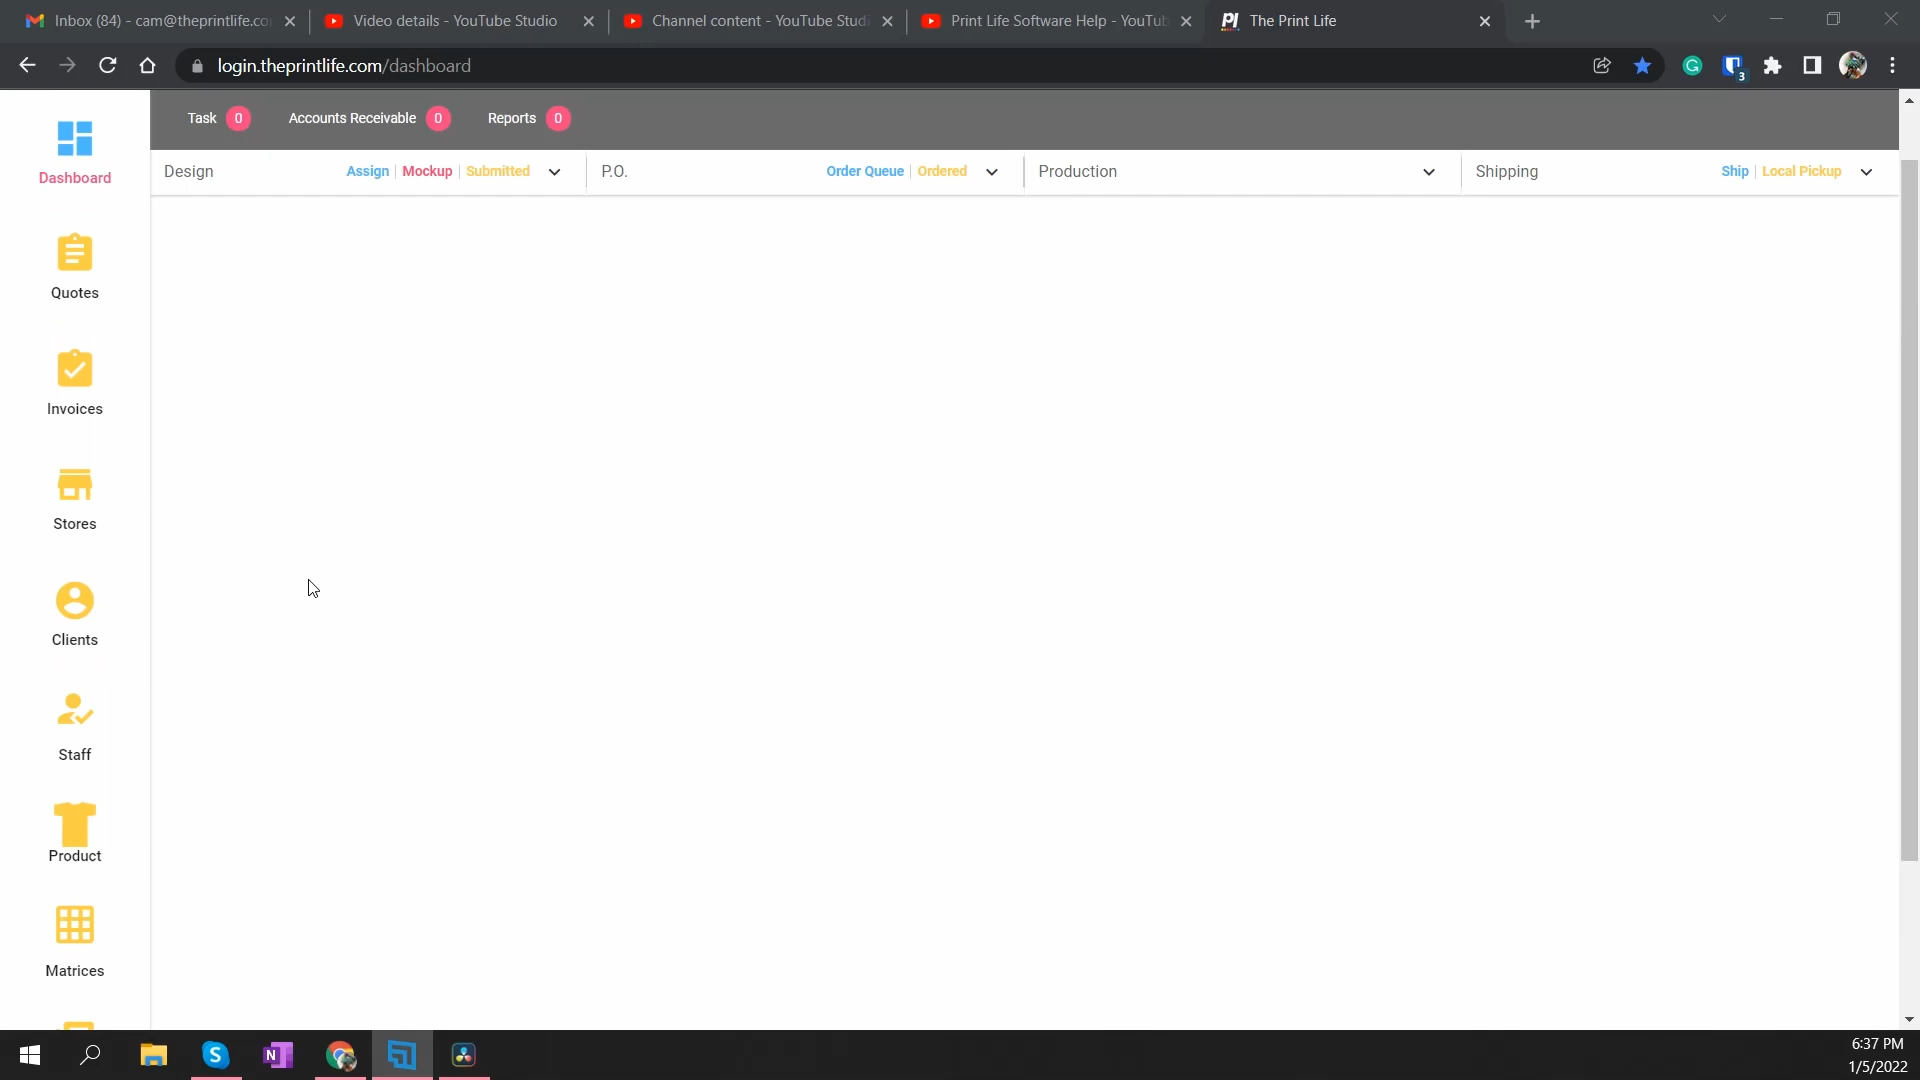 Inbox (84) - cam@theprintlife.co
Video details - YouTube Studio
Channel content - YouTube Stud
Print Life Software Help - YouTub
Pl The Print Life
login.theprintlife.com/dashboard
3
Task 0 Accounts Receivable 0 Reports 0
Design Assign | Mockup | Submitted
P.O. Order Queue | Ordered
Production
Shipping Ship | Local Pickup
Dashboard
Quotes
Invoices
Stores
Clients
Staff
Product
Matrices
6:37 PM
1/5/2022